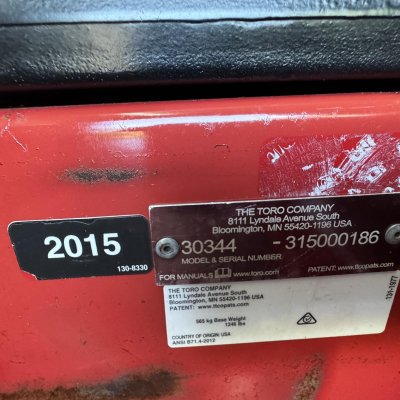 2015
130-8330
THE TORO COMPANY
8111 Lyndale Avenue South
Bloomington, MN 55420-1196 USA
30344 -315000186
MODEL & SERIAL NUMBER
FOR MANUALS www.toro.com PATENT: www.ttcopats.com
THE TORO COMPANY
8111 Lyndale Avenue South
Bloomington, MN 55420-1196 USA
PATENT: www.ttcopats.com
565 kg Base Weight
1246 lbs
COUNTRY OF ORIGIN: USA
ANSI B71.4-2012
131-1977